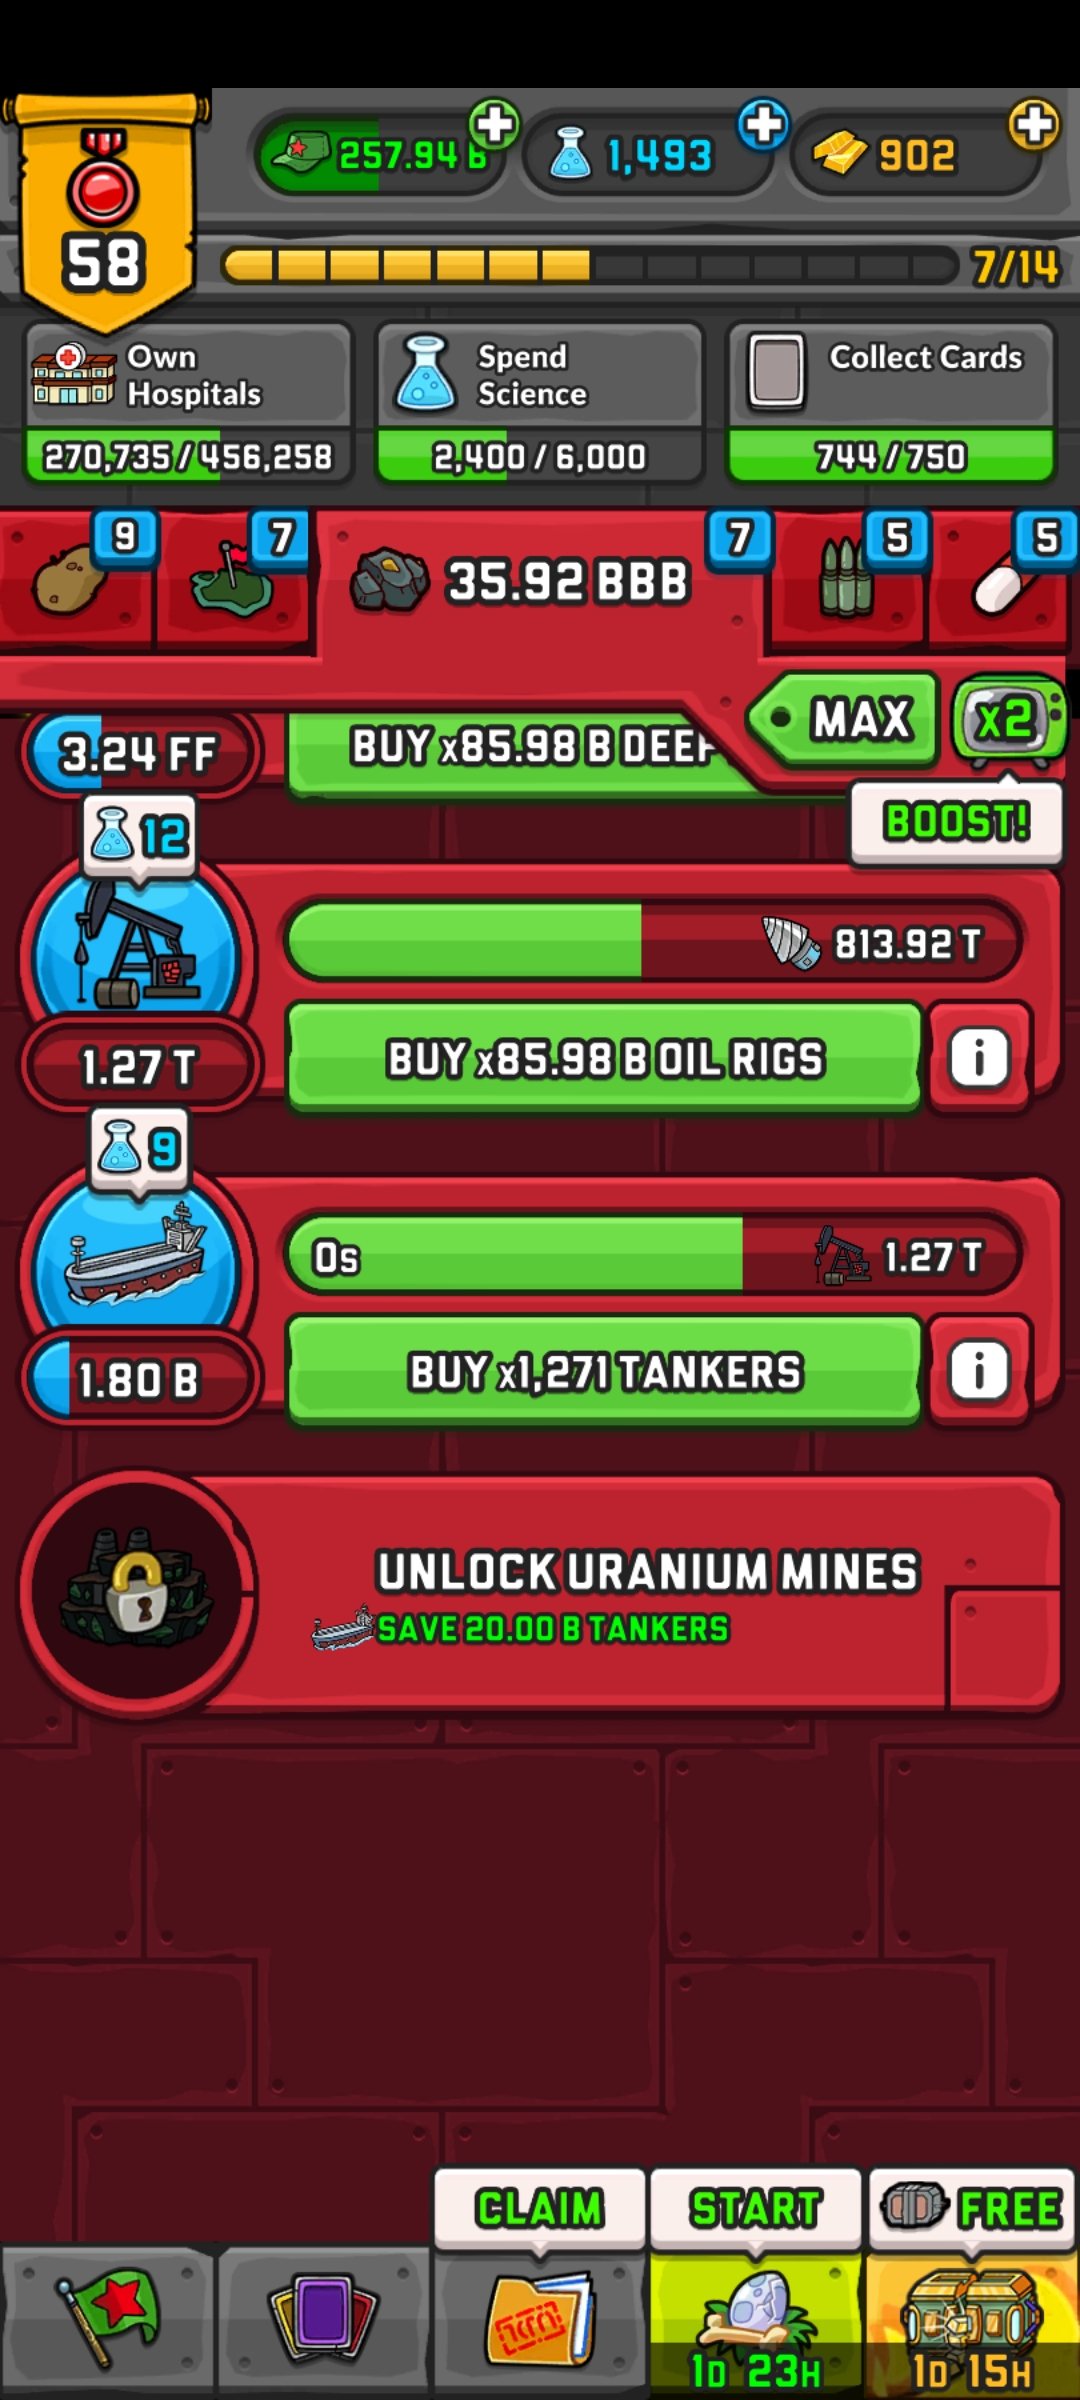 257.94 B
1,493
902
58
7/14
Own
Hospitals
270,735/456,258
Spend
Science
2,400 / 6,000
Collect Cards
744/750
9
7
35.92 BBB
7
5
5
MAX
x2
BOOST!
3.24 FF
BUY x85.98 B DEEP
12
813.92 T
1.27 T
BUY x85.98 B OIL RIGS
i
9
0s
1.27 T
1.80 B
BUY x1,271 TANKERS
i
UNLOCK URANIUM MINES
SAVE 20.00 B TANKERS
CLAIM
START
FREE
1D 23H
1D 15H